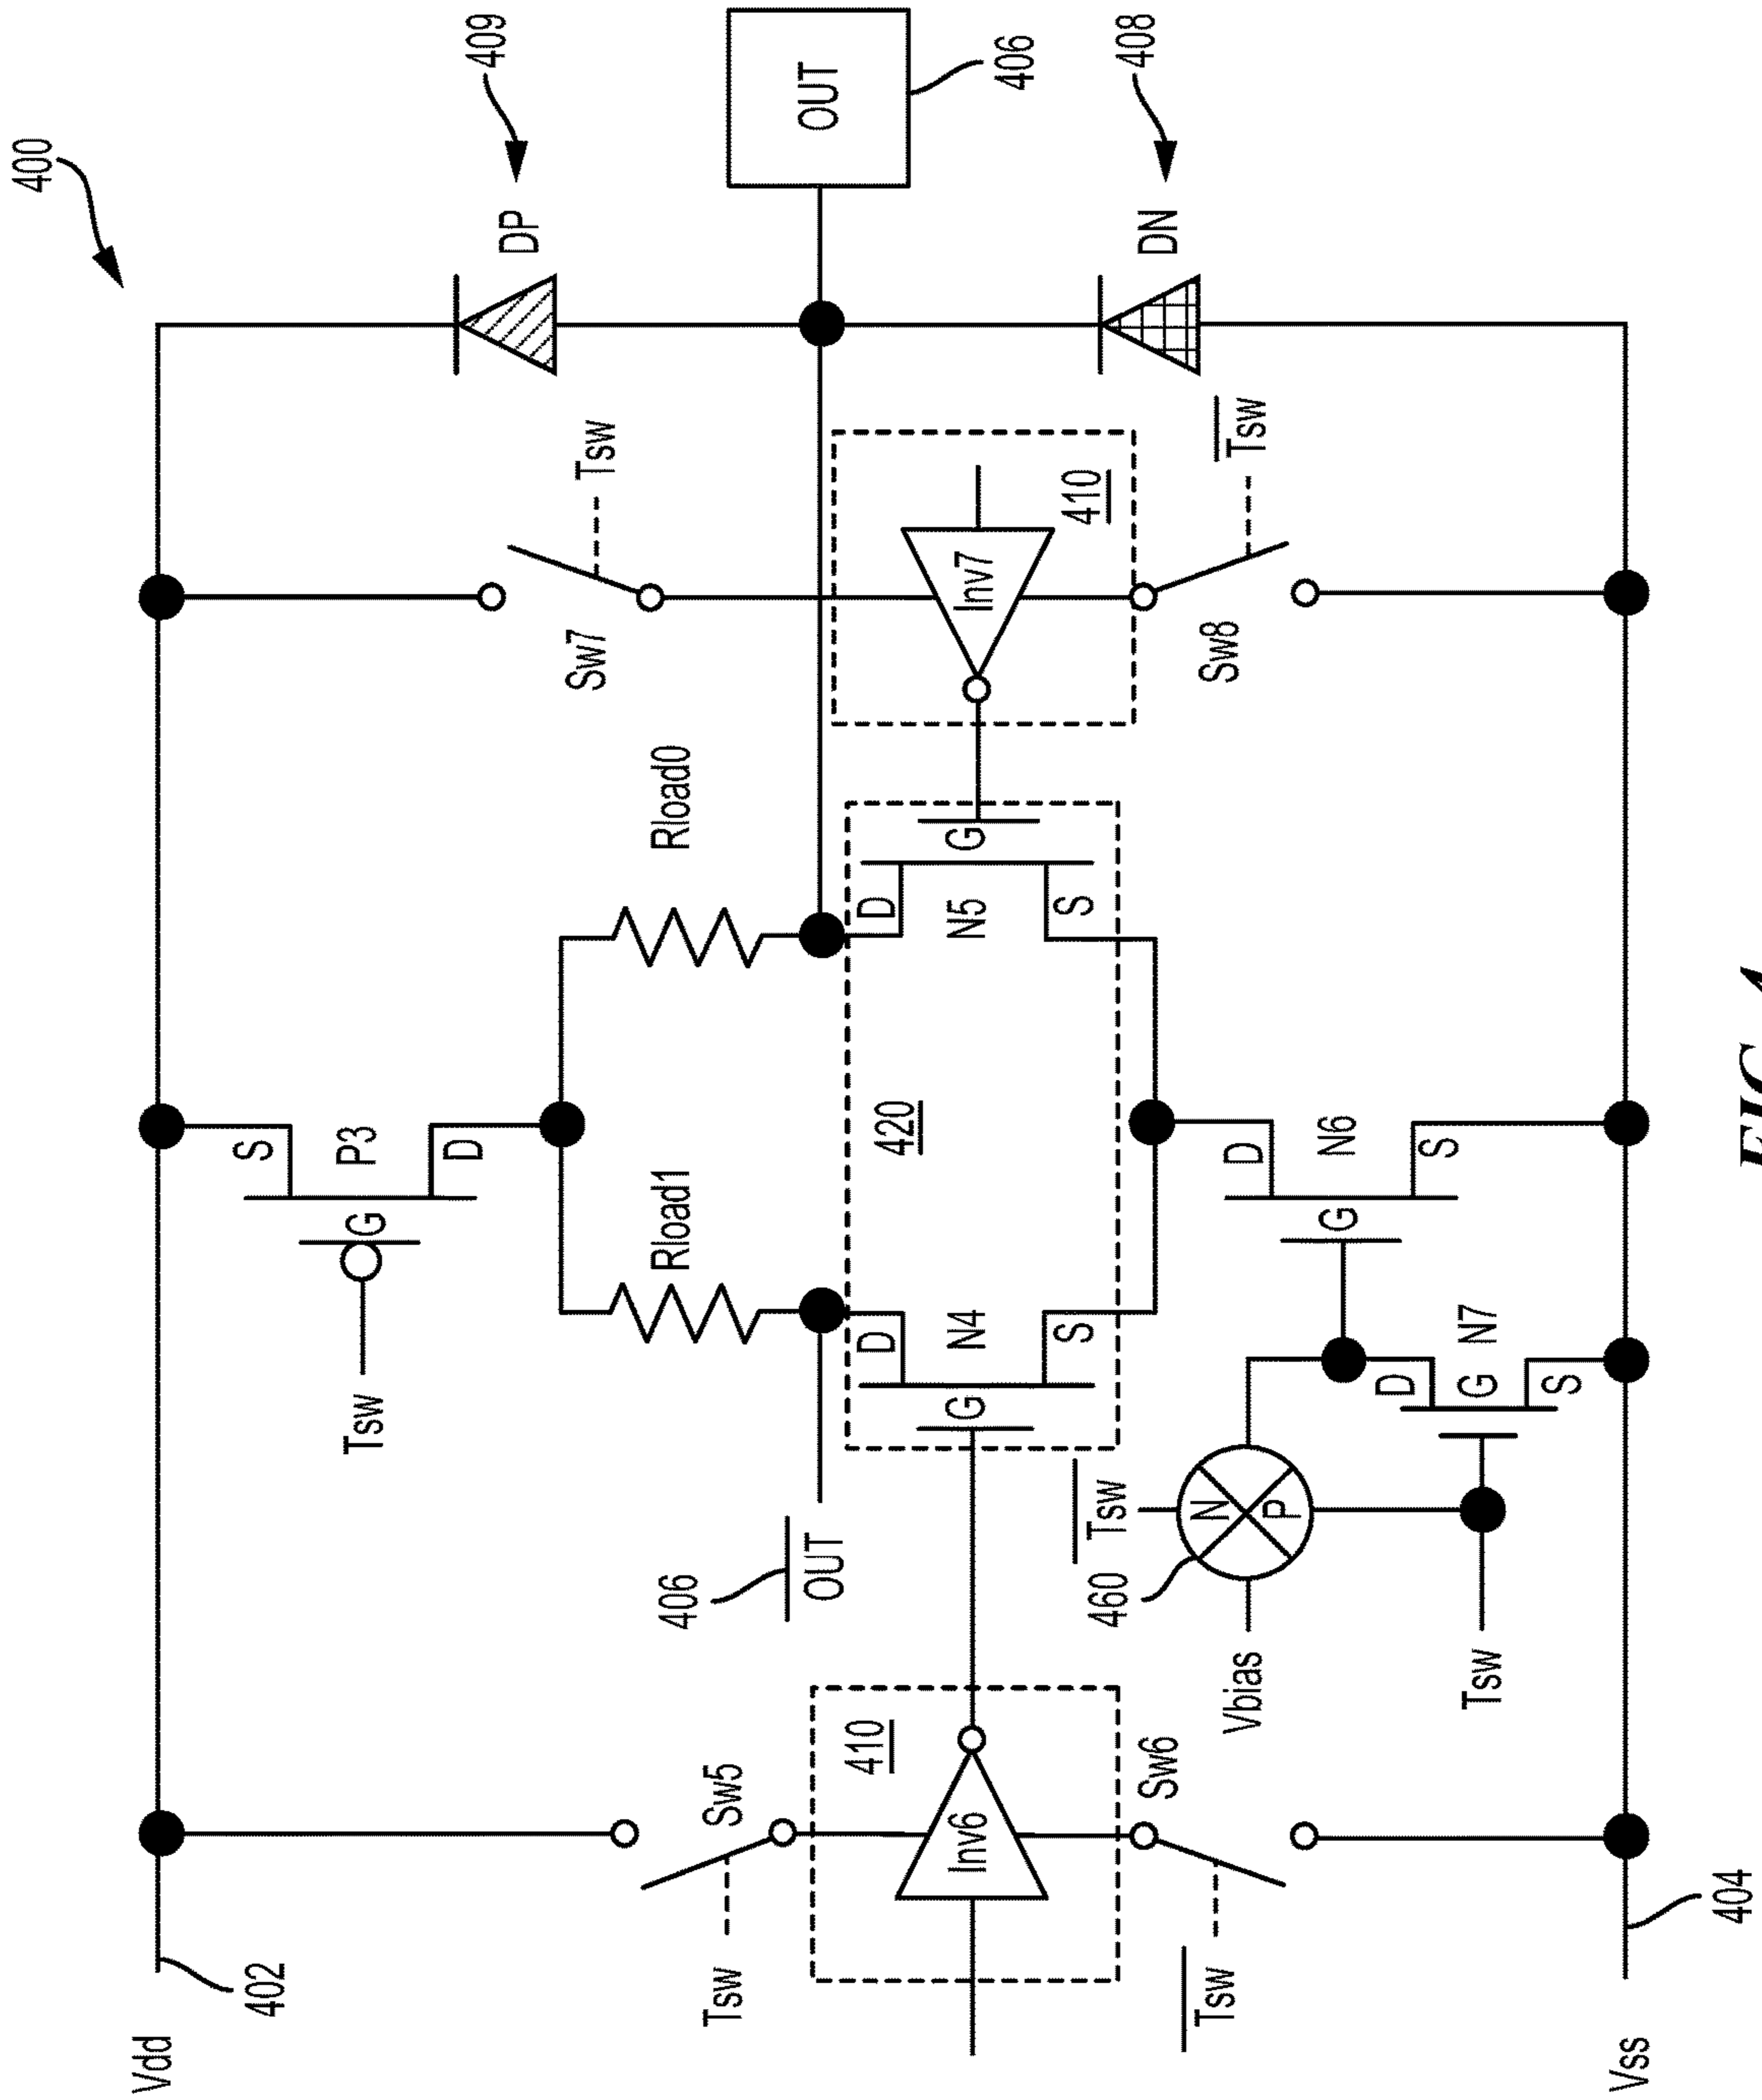 400
Vdd
402
S
P3
D
G
Tsw
409
DP
Tsw
Sw7
Rload0
Rload1
Sw5
Tsw
406
OUT
OUT
406
410
420
D
N4
G
S
D
N5
G
S
Inv6
Inv7
410
408
DN
Tsw
Sw8
Sw6
Tsw
Tsw
460
N
P
Vbias
D
N6
G
S
D
N7
G
S
Tsw
Vss
404
FIG. 4